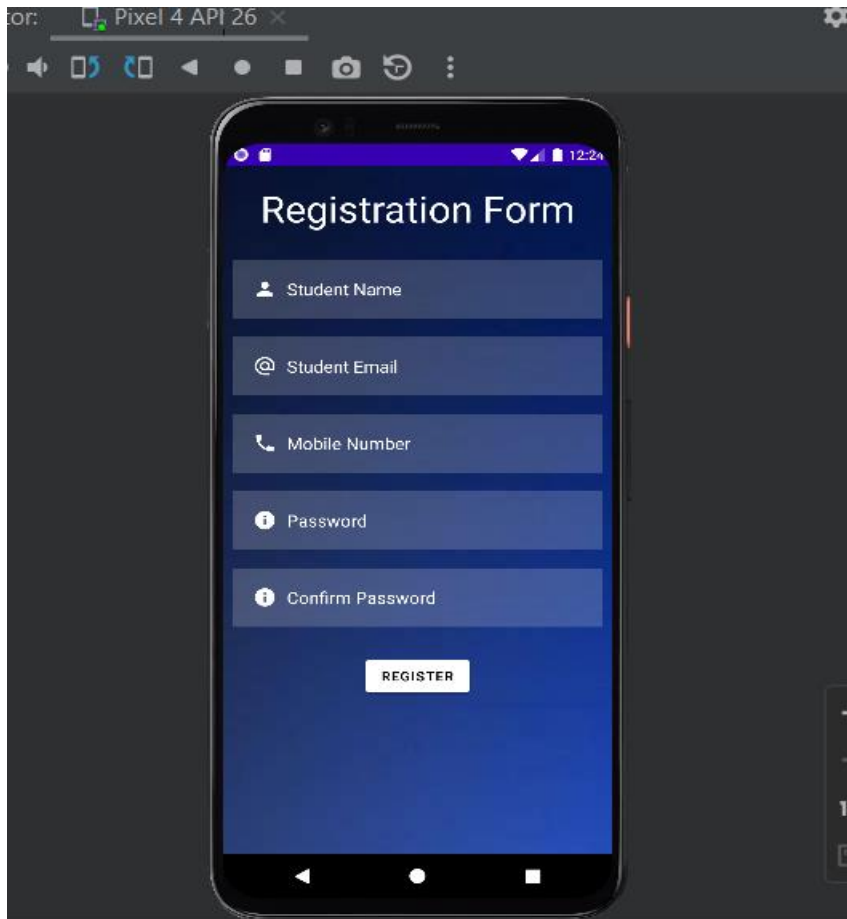 tor: Pixel 4 API 26
12:24
Registration Form
Student Name
Student Email
Mobile Number
Password
Confirm Password
REGISTER